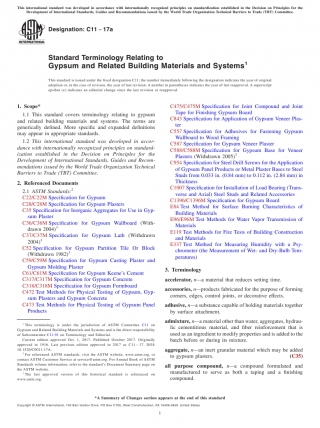 This international standard was developed in accordance with internationally recognized principles on standardization established in the Decision on Principles for the
Development of International Standards, Guides and Recommendations issued by the World Trade Organization Technical Barriers to Trade (TBT) Committee.
Designation: C11 − 17a
INTERNATIONAL
Standard Terminology Relating to
Gypsum and Related Building Materials and Systems1
This standard is issued under the fixed designation C11; the number immediately following the designation indicates the year of original
adoption or, in the case of revision, the year of last revision. A number in parentheses indicates the year of last reapproval. A superscript
epsilon (ε) indicates an editorial change since the last revision or reapproval.
1. Scope*
1.1 This standard covers terminology relating to gypsum
and related building materials and systems. The terms are
generically defined. More specific and expanded definitions
may appear in appropriate standards.
1.2 This international standard was developed in accor-
dance with internationally recognized principles on standard-
ization established in the Decision on Principles for the
Development of International Standards, Guides and Recom-
mendations issued by the World Trade Organization Technical
Barriers to Trade (TBT) Committee.
2. Referenced Documents
2.1 ASTM Standards:2
C22/C22M Specification for Gypsum
C28/C28M Specification for Gypsum Plasters
C35 Specification for Inorganic Aggregates for Use in Gyp-
sum Plaster
C36/C36M Specification for Gypsum Wallboard (With-
drawn 2004)3
C37/C37M Specification for Gypsum Lath (Withdrawn
2004)3
C52 Specification for Gypsum Partition Tile Or Block
(Withdrawn 1982)3
C59/C59M Specification for Gypsum Casting Plaster and
Gypsum Molding Plaster
C61/C61M Specification for Gypsum Keene's Cement
C317/C317M Specification for Gypsum Concrete
C318/C318M Specification for Gypsum Formboard
C472 Test Methods for Physical Testing of Gypsum, Gyp-
sum Plasters and Gypsum Concrete
C473 Test Methods for Physical Testing of Gypsum Panel
Products
1 This terminology is under the jurisdiction of ASTM Committee C11 on
Gypsum and Related Building Materials and Systems, and is the direct responsibility
of Subcommittee C11.91 on Terminology and Editorial.
Current edition approved Oct. 1, 2017. Published October 2017. Originally
2 For referenced ASTM standards, visit the ASTM website, www.astm.org, or
contact ASTM Customer Service at service@astm.org. For Annual Book of ASTM
Standards volume information, refer to the standard's Document Summary page on
the ASTM website.
3 The last approved version of this historical standard is referenced on
www.astm.org.
C475/C475M Specification for Joint Compound and Joint
Tape for Finishing Gypsum Board
C843 Specification for Application of Gypsum Veneer Plas-
ter
C557 Specification for Adhesives for Fastening Gypsum
Wallboard to Wood Framing
C587 Specification for Gypsum Veneer Plaster
C588/C588M Specification for Gypsum Base for Veneer
Plasters (Withdrawn 2005)3
C954 Specification for Steel Drill Screws for the Application
of Gypsum Panel Products or Metal Plaster Bases to Steel
Studs from 0.033 in. (0.84 mm) to 0.112 in. (2.84 mm) in
Thickness
C1007 Specification for Installation of Load Bearing (Trans-
verse and Axial) Steel Studs and Related Accessories
C1396/C1396M Specification for Gypsum Board
E84 Test Method for Surface Burning Characteristics of
Building Materials
E96/E96M Test Methods for Water Vapor Transmission of
Materials
E119 Test Methods for Fire Tests of Building Construction
and Materials
E337 Test Method for Measuring Humidity with a Psy-
chrometer (the Measurement of Wet- and Dry-Bulb Tem-
peratures)
3. Terminology
accelerator, n—a material that reduces setting time.
accessories, n—products fabricated for the purpose of forming
corners, edges, control joints, or decorative effects.
adhesive, n—a substance capable of holding materials together
by surface attachment.
admixture, n—a material other than water, aggregates, hydrau-
lic cementitious material, and fiber reinforcement that is
used as an ingredient to modify properties and is added to the
batch before or during its mixture.
aggregate, n—an inert granular material which may be added
to gypsum plasters. (C35)
all purpose compound, n—a compound formulated and
manufactured to serve as both a taping and a finishing
compound.
*A Summary of Changes section appears at the end of this standard
Copyright © ASTM International, 100 Barr Harbor Drive, PO Box C700, West Conshohocken, PA 19428-2959. United States
1